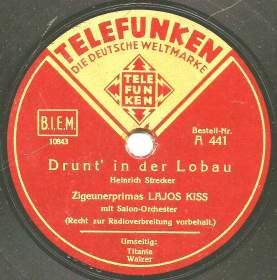 TELEFUNKEN
DIE DEUTSCHE WELTMARKE
TELE
FUN
KEN
B.I.E.M.
10843
Bestell-Nr.
A 441
Drunt' in der Lobau
Heinrich Strecker
Zigeunerprimas LAJOS KISS
mit Salon-Orchester
(Recht zur Radioverbreitung vorbehalt.)
Umseitig:
Titania
Walzer